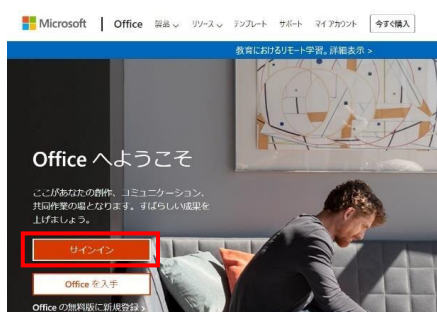 Microsoft | Office 製品 リソース テンプレート サポート マイ アカウント 今すぐ購入
教育におけるリモート学習。詳細表示 >
Office へようこそ
ここがあなたの創作、コミュニケーション、
共同作業の場となります。すばらしい成果を
上げましょう。
サインイン
Office を入手
Office の無料版に新規登録 >